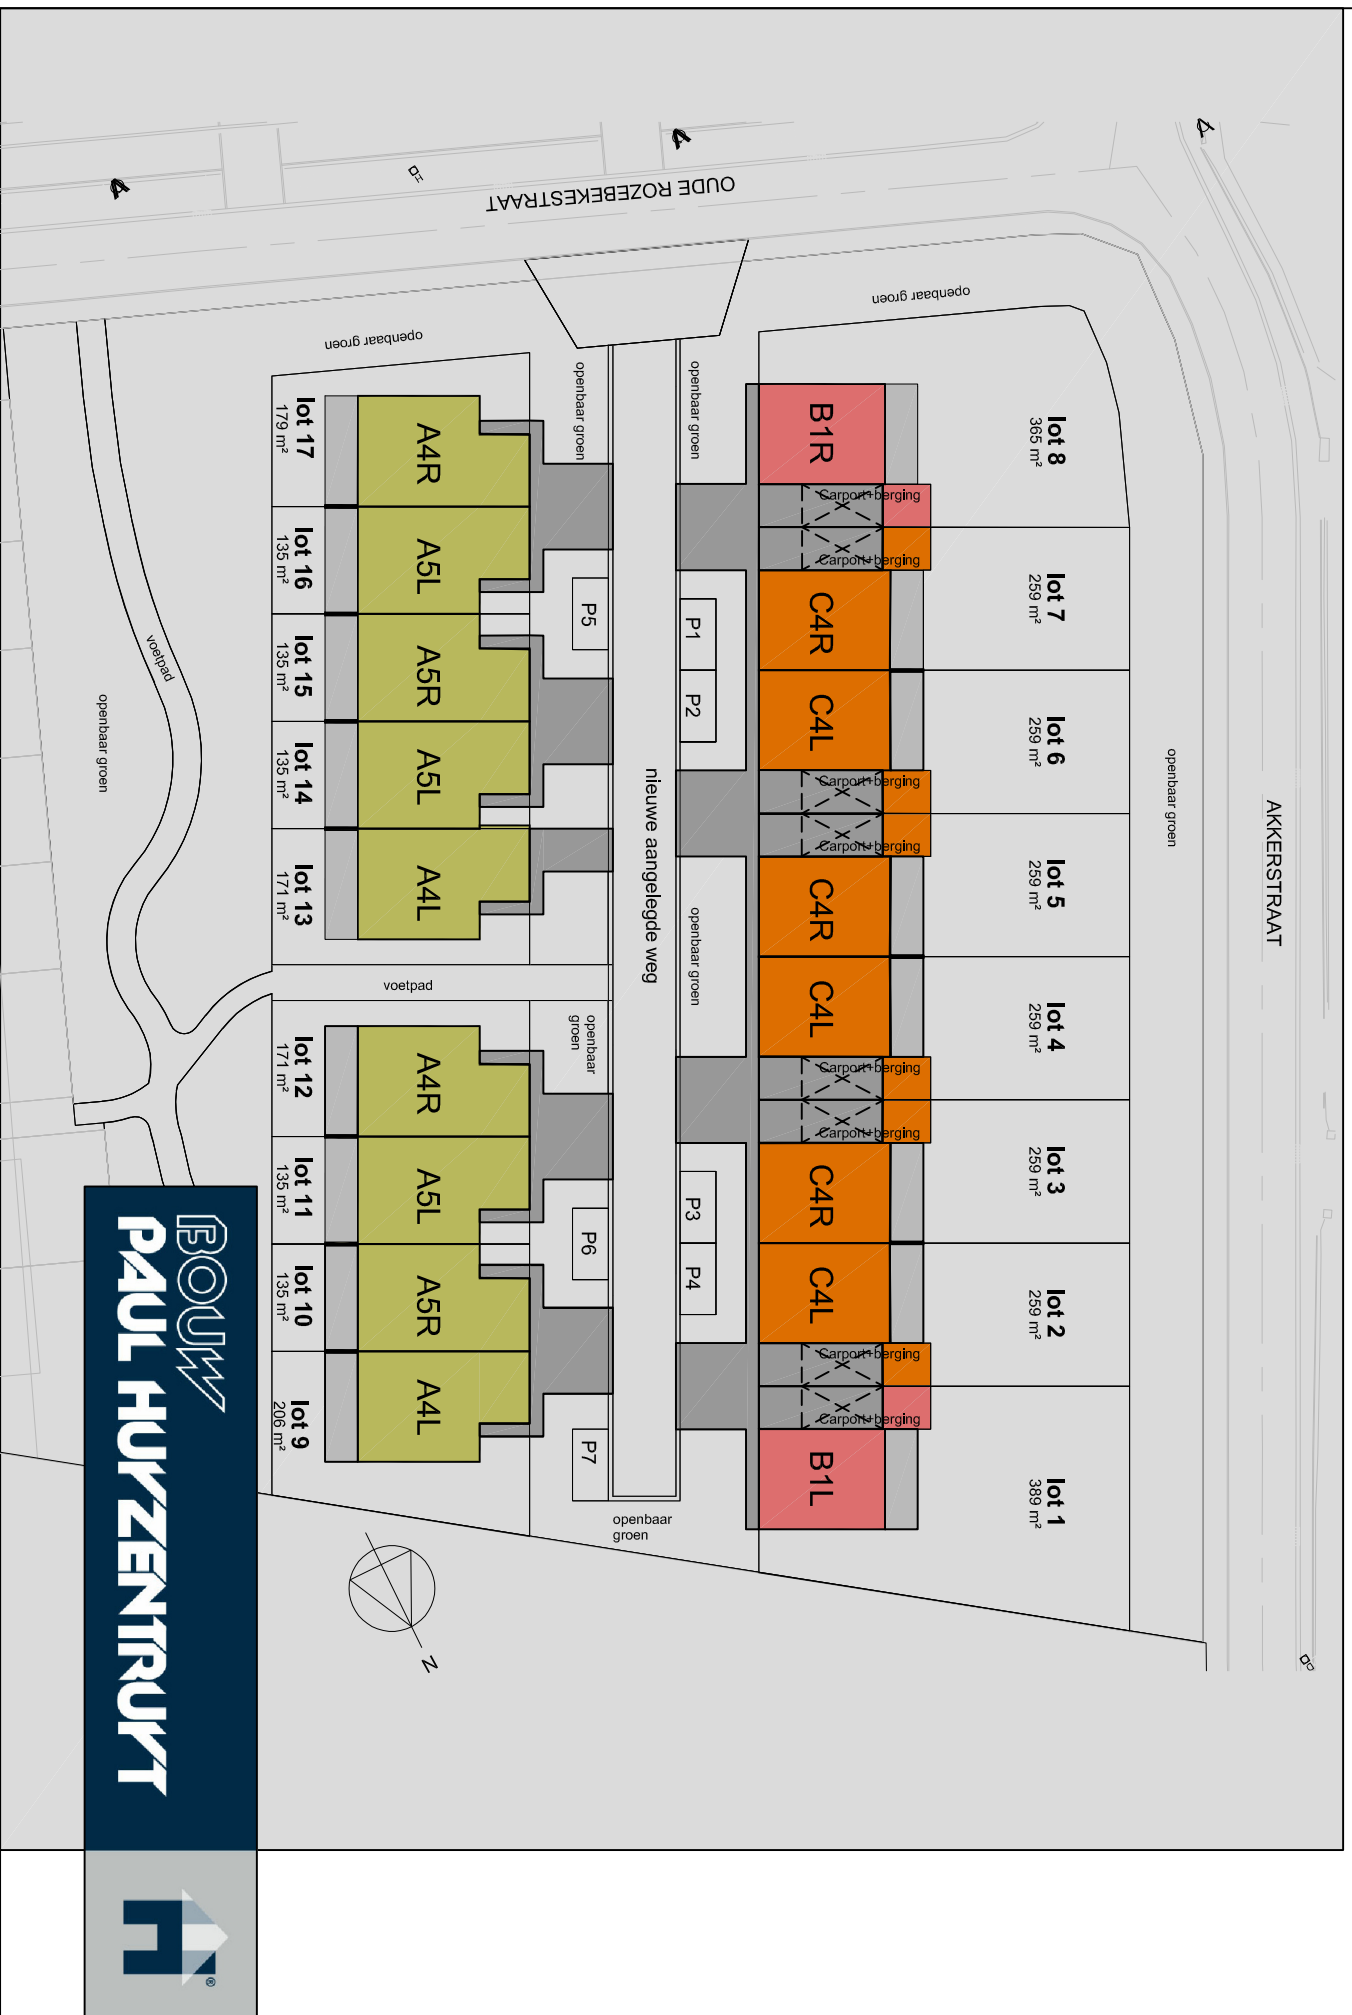 OUDE ROZEBEKESTRAAT
AKKERSTRAAT
openbaar groen
openbaar groen
openbaar groen
openbaar groen
openbaar groen
openbaar groen
openbaar groen
openbaar
groen
openbaar
groen
voetpad
voetpad
nieuwe aangelegde weg
lot 8
365 m²
lot 7
259 m²
lot 6
259 m²
lot 5
259 m²
lot 4
259 m²
lot 3
259 m²
lot 2
259 m²
lot 1
389 m²
B1R
Carport+berging
Carport+berging
C4R
C4L
Carport+berging
Carport+berging
C4R
C4L
Carport+berging
Carport+berging
C4R
C4L
Carport+berging
Carport+berging
B1L
P1
P2
P3
P4
P5
P6
P7
A4R
A5L
A5R
A5L
A4L
A4R
A5L
A5R
A4L
lot 17
179 m²
lot 16
135 m²
lot 15
135 m²
lot 14
135 m²
lot 13
171 m²
lot 12
171 m²
lot 11
135 m²
lot 10
135 m²
lot 9
206 m²
N
BOUW
PAUL HUYZENTRUYT
®